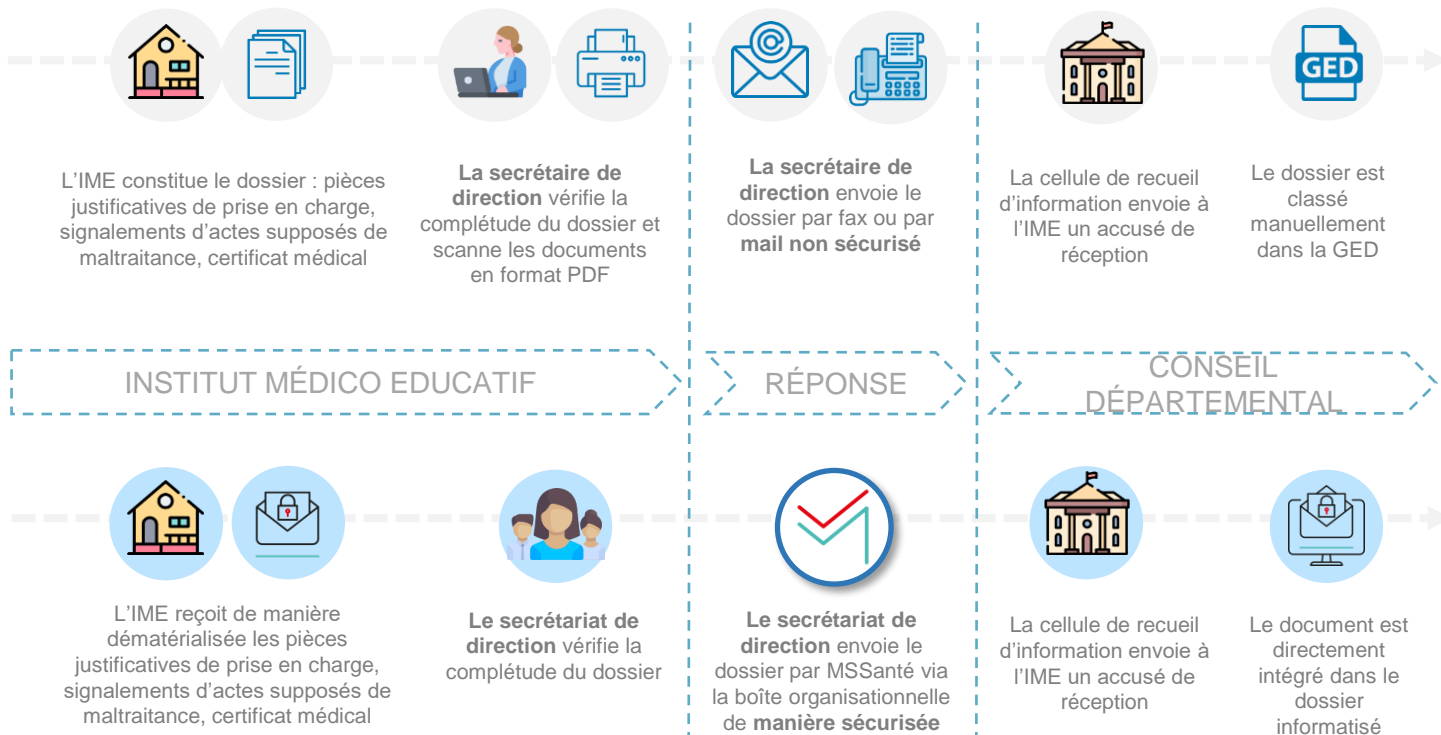 GED
L'IME constitue le dossier : pièces
justificatives de prise en charge,
signalements d'actes supposés de
maltraitance, certificat médical
La secrétaire de
direction vérifie la
complétude du dossier et
scanne les documents
en format PDF
La secrétaire de
direction envoie le
dossier par fax ou par
mail non sécurisé
La cellule de recueil
d'information envoie à
l'IME un accusé de
réception
Le dossier est
classé
manuellement
dans la GED
INSTITUT MÉDICO EDUCATIF
RÉPONSE
CONSEIL
DÉPARTEMENTAL
L'IME reçoit de manière
dématérialisée les pièces
justificatives de prise en charge,
signalements d'actes supposés de
maltraitance, certificat médical
Le secrétariat de
direction vérifie la
complétude du dossier
Le secrétariat de
direction envoie le
dossier par MSSanté via
la boîte organisationnelle
de manière sécurisée
La cellule de recueil
d'information envoie à
l'IME un accusé de
réception
Le document est
directement
intégré dans le
dossier
informatisé